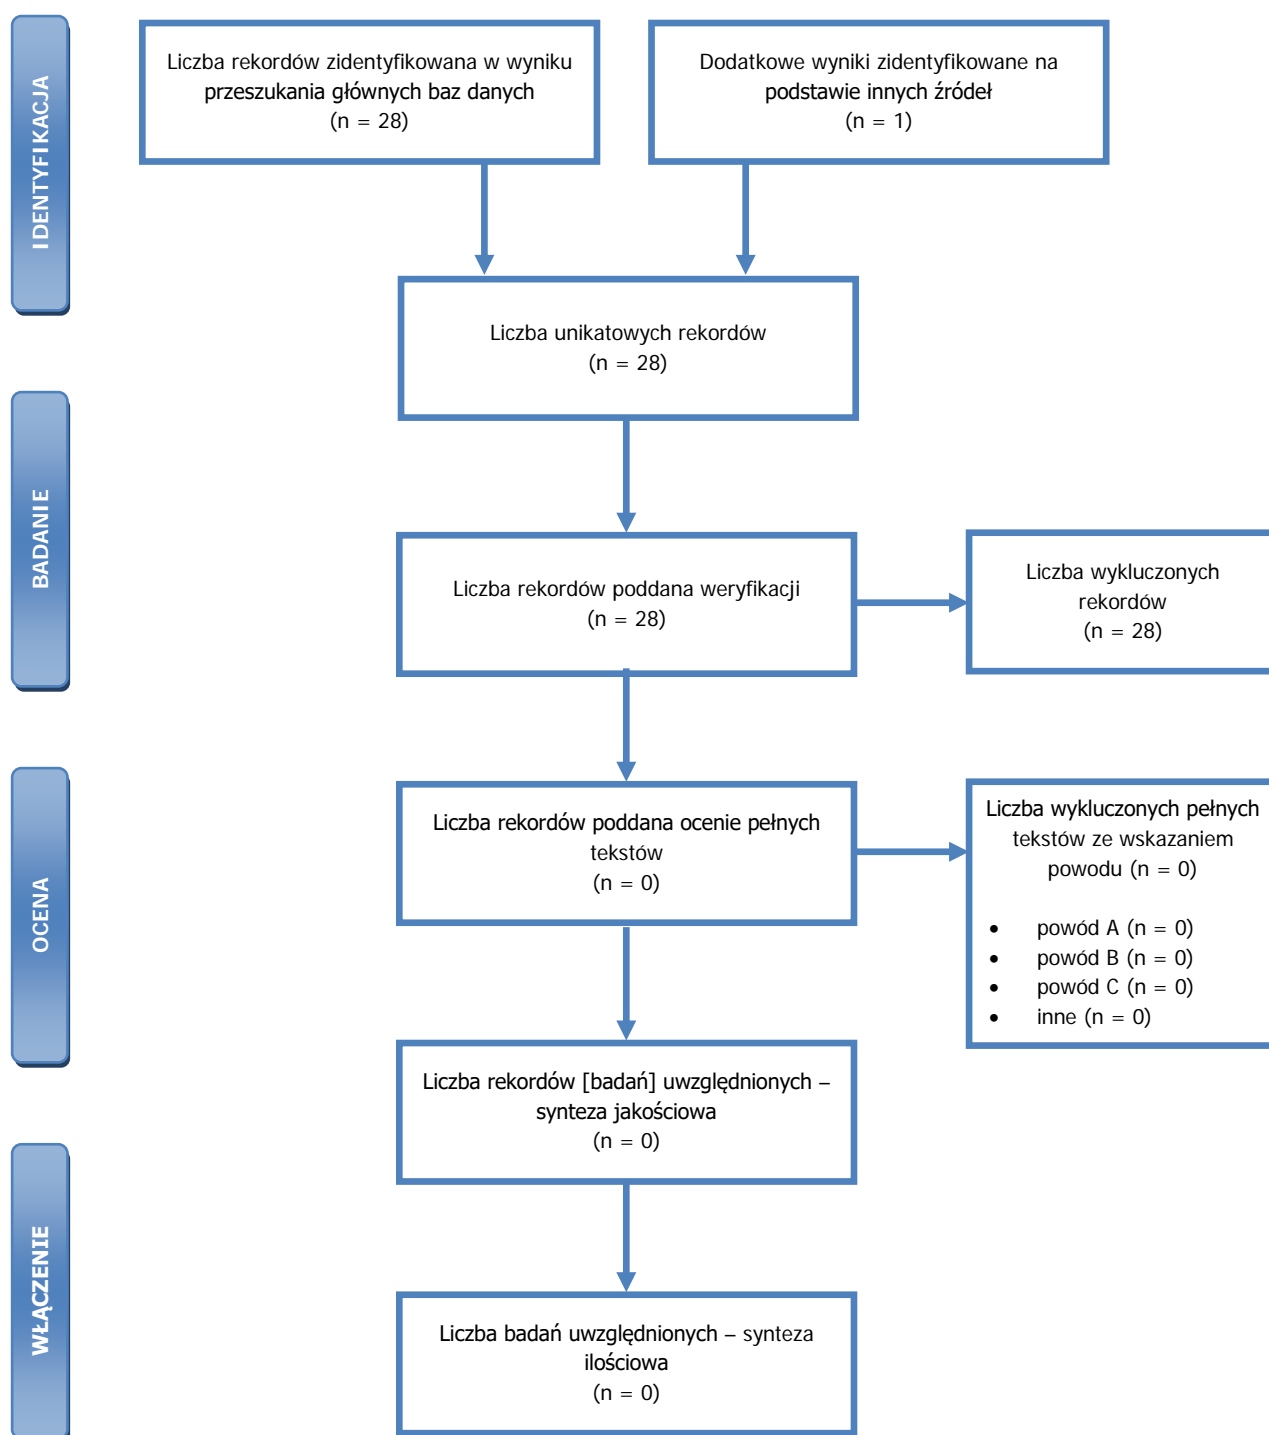 IDENTYFIKACJA
Liczba rekordów zidentyfikowana w wyniku
przeszukania głównych baz danych
(n = 28)
Dodatkowe wyniki zidentyfikowane na
podstawie innych źródeł
(n = 1)
Liczba unikatowych rekordów
(n = 28)
BADANIE
Liczba rekordów poddana weryfikacji
(n = 28)
Liczba wykluczonych
rekordów
(n = 28)
OCENA
Liczba rekordów poddana ocenie pełnych
tekstów
(n = 0)
Liczba wykluczonych pełnych
tekstów ze wskazaniem
powodu (n = 0)
• powód A (n = 0)
• powód B (n = 0)
• powód C (n = 0)
• inne (n = 0)
Liczba rekordów [badań] uwzględnionych –
synteza jakościowa
(n = 0)
WŁĄCZENIE
Liczba badań uwzględnionych – synteza
ilościowa
(n = 0)